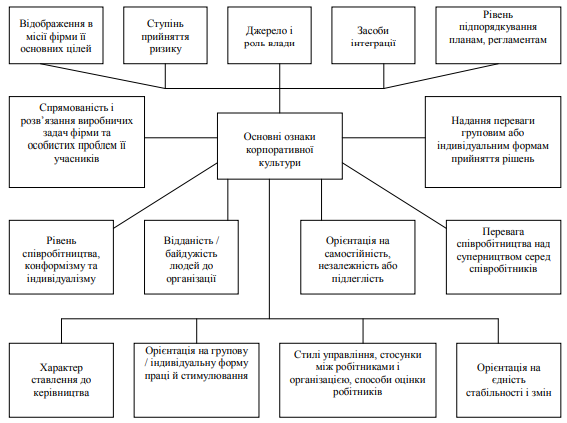 Відображення в
місії фірми її
основних цілей
Ступінь
прийняття
ризику
Джерело і
роль влади
Засоби
інтеграції
Рівень
підпорядкування
планам, регламентам
Спрямованість і
розв’язання виробничих
задач фірми та
особистих проблем її
учасників
Основні ознаки
корпоративної
культури
Надання переваги
груповим або
індивідуальним формам
прийняття рішень
Рівень
співробітництва,
конформізму та
індивідуалізму
Відданість /
байдужість
людей до
організації
Орієнтація на
самостійність,
незалежність або
підлеглість
Перевага
співробітництва над
суперництвом серед
співробітників
Характер
ставлення до
керівництва
Орієнтація на групову
/ індивідуальну форму
праці й стимулювання
Стилі управління, стосунки
між робітниками і
організацією, способи оцінки
робітників
Орієнтація на
єдність
стабільності і змін